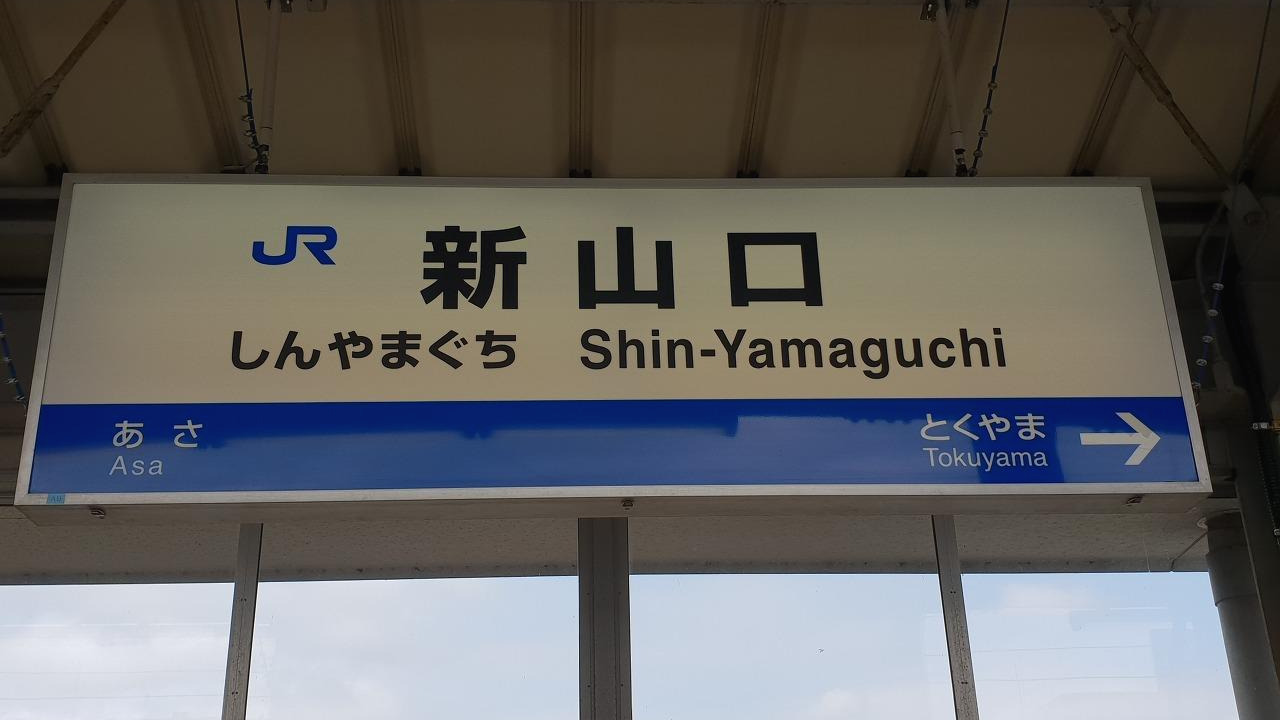 JR 新山口
しんやまぐち Shin-Yamaguchi
あさ とくやま →
Asa Tokuyama